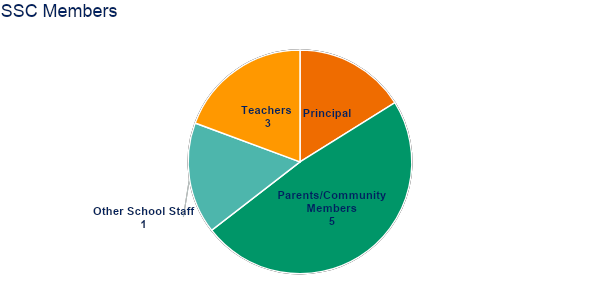 SSC Members
Teachers
3
Principal
Parents/Community
Members
5
Other School Staff
1